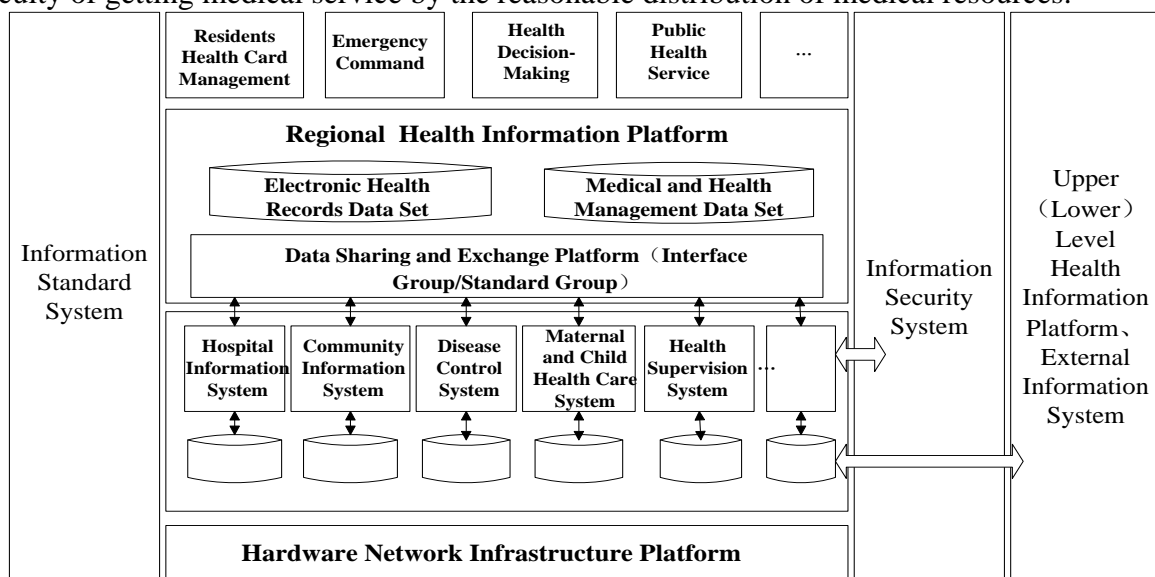 culty of getting medical service by the reasonable distribution of medical resources.
Residents
Health Card
Management
Emergency
Command
Health
Decision-
Making
Public
Health
Service
...
Regional Health Information Platform
Electronic Health
Records Data Set
Medical and Health
Management Data Set
Data Sharing and Exchange Platform（Interface
Group/Standard Group）
Hospital
Information
System
Community
Information
System
Disease
Control
System
Maternal
and Child
Health Care
System
Health
Supervision
System
...
Hardware Network Infrastructure Platform
Information
Standard
System
Information
Security
System
Upper
（Lower）
Level
Health
Information
Platform、
External
Information
System